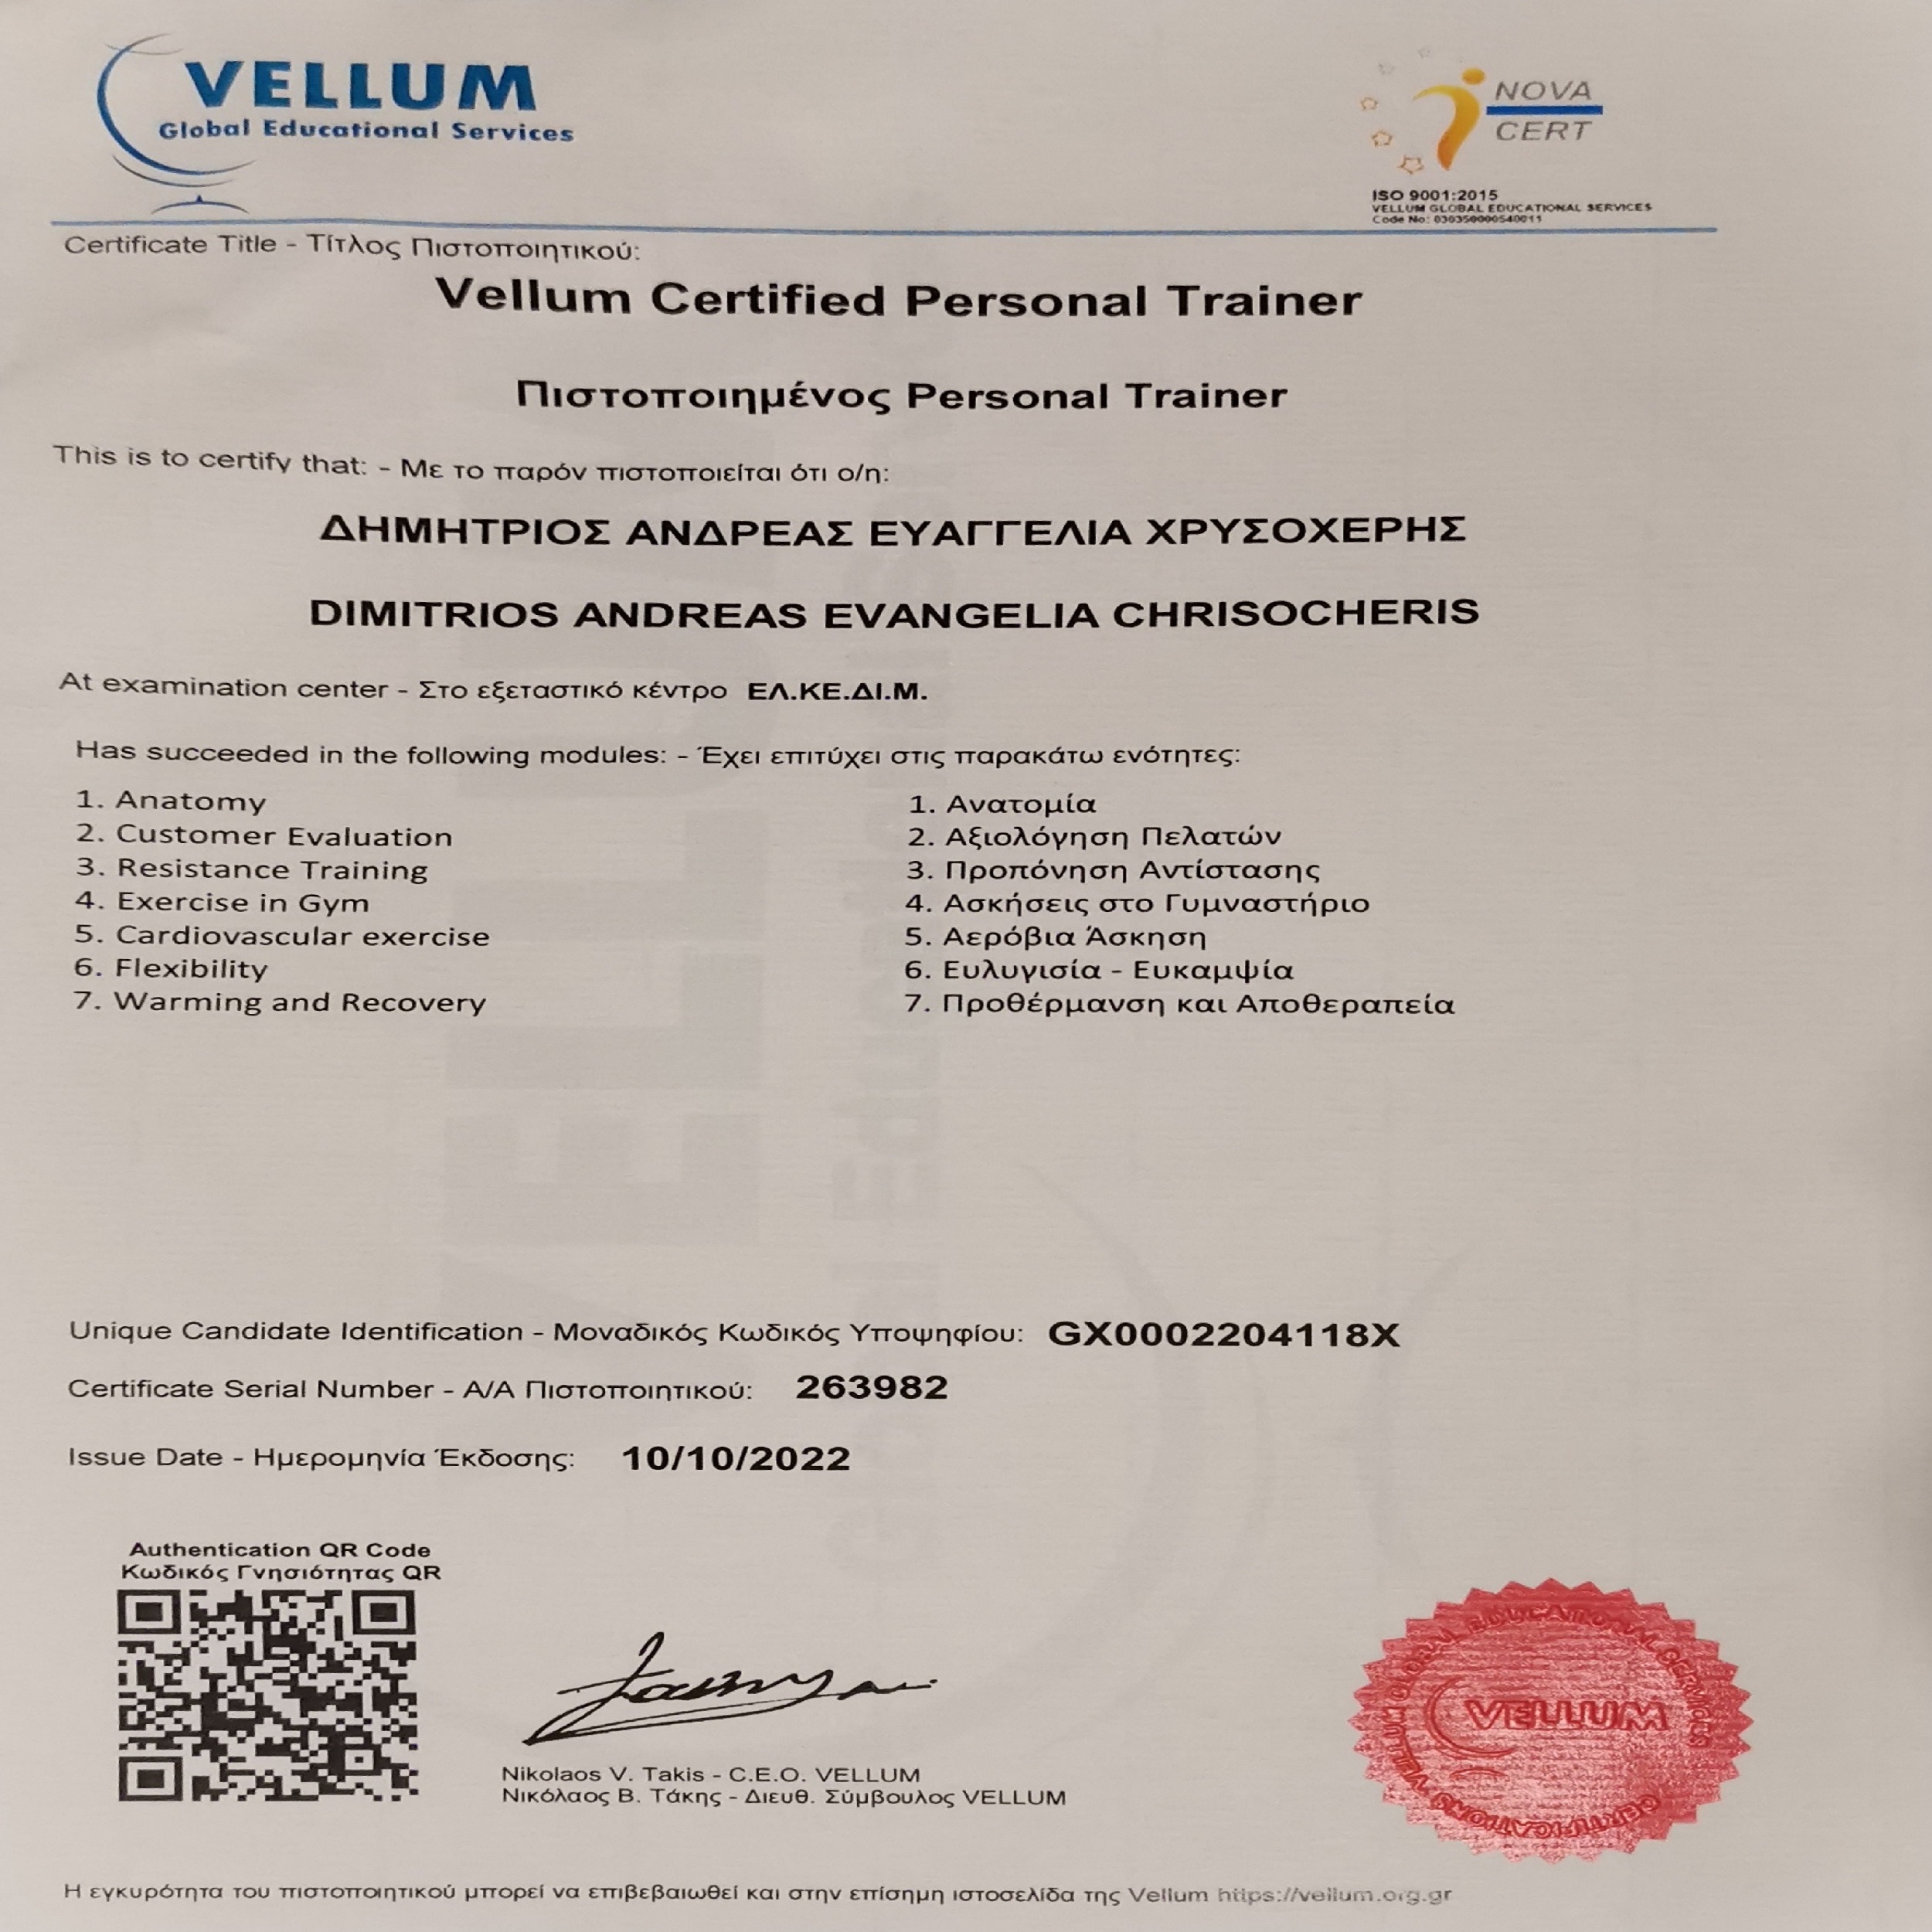 VELLUM
Global Educational Services
NOVA
CERT
ISO 9001:2015
VELLUM GLOBAL EDUCATIONAL SERVICES
Code No: 030350000540011
Certificate Title - Τίτλος Πιστοποιητικού:
Vellum Certified Personal Trainer
Πιστοποιημένος Personal Trainer
This is to certify that: - Με το παρόν πιστοποιείται ότι ο/η:
ΔΗΜΗΤΡΙΟΣ ΑΝΔΡΕΑΣ ΕΥΑΓΓΕΛΙΑ ΧΡΥΣΟΧΕΡΗΣ
DIMITRIOS ANDREAS EVANGELIA CHRISOCHERIS
At examination center - Στο εξεταστικό κέντρο ΕΛ.ΚΕ.ΔΙ.Μ.
Has succeeded in the following modules: - Έχει επιτύχει στις παρακάτω ενότητες:
1. Anatomy
2. Customer Evaluation
3. Resistance Training
4. Exercise in Gym
5. Cardiovascular exercise
6. Flexibility
7. Warming and Recovery
1. Ανατομία
2. Αξιολόγηση Πελατών
3. Προπόνηση Αντίστασης
4. Ασκήσεις στο Γυμναστήριο
5. Αερόβια Άσκηση
6. Ευλυγισία - Ευκαμψία
7. Προθέρμανση και Αποθεραπεία
Unique Candidate Identification - Μοναδικός Κωδικός Υποψηφίου: GX0002204118X
Certificate Serial Number - Α/Α Πιστοποιητικού: 263982
Issue Date - Ημερομηνία Έκδοσης: 10/10/2022
Authentication QR Code
Κωδικός Γνησιότητας QR
Nikolaos V. Takis - C.E.O. VELLUM
Νικόλαος Β. Τάκης - Διευθ. Σύμβουλος VELLUM
VELLUM GLOBAL EDUCATIONAL SERVICES
VELLUM
CERTIFICATIONS
Η εγκυρότητα του πιστοποιητικού μπορεί να επιβεβαιωθεί και στην επίσημη ιστοσελίδα της Vellum https://vellum.org.gr